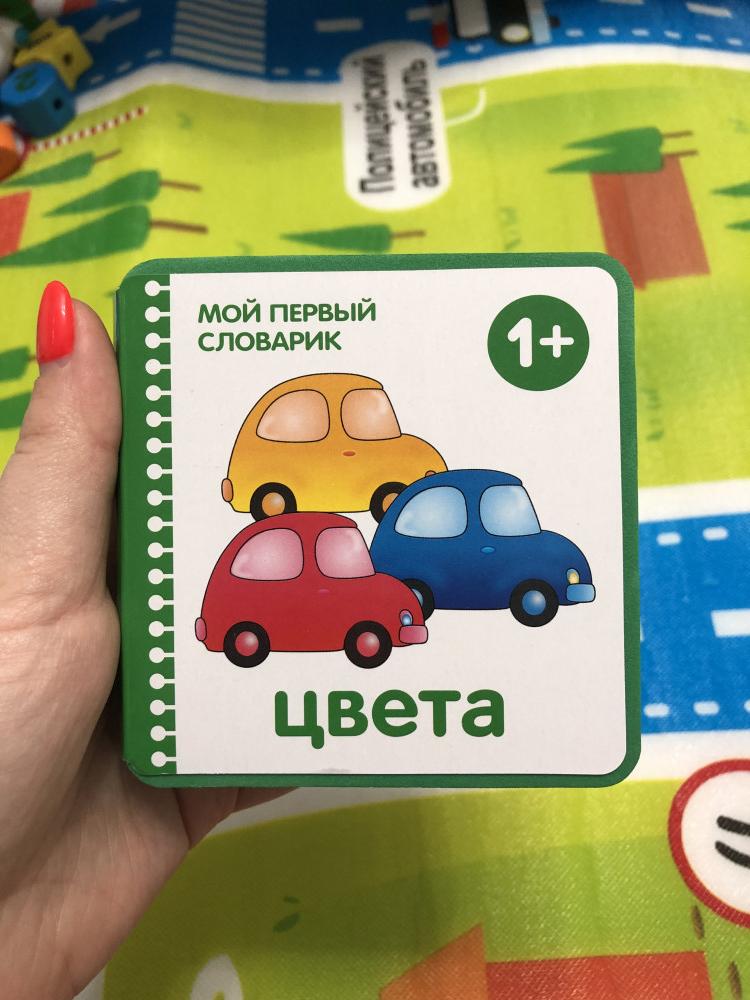 Полицейский
автомобиль
МОЙ ПЕРВЫЙ
СЛОВАРИК
1+
цвета